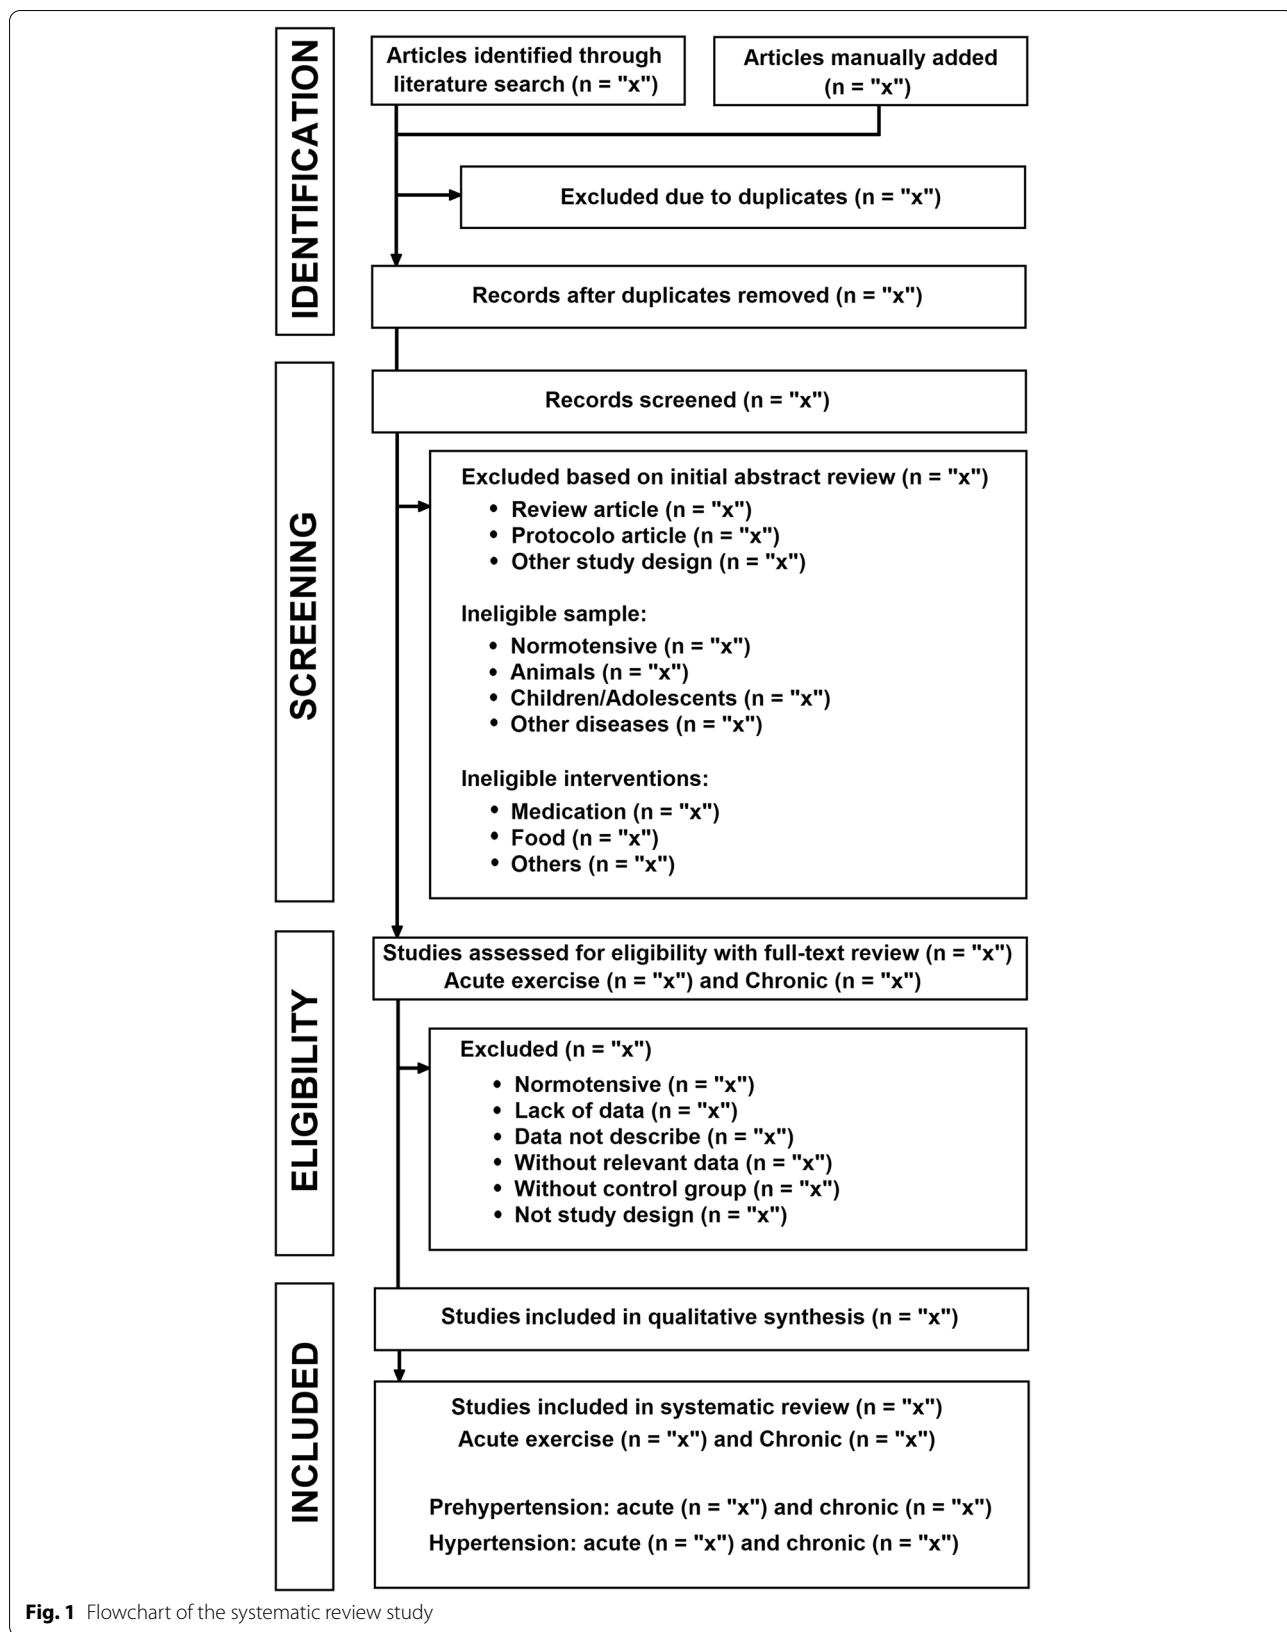 IDENTIFICATION
Articles identified through
literature search (n = "x")
Articles manually added
(n = "x")
Excluded due to duplicates (n = "x")
Records after duplicates removed (n = "x")
SCREENING
Records screened (n = "x")
Excluded based on initial abstract review (n = "x")
• Review article (n = "x")
• Protocolo article (n = "x")
• Other study design (n = "x")
Ineligible sample:
• Normotensive (n = "x")
• Animals (n = "x")
• Children/Adolescents (n = "x")
• Other diseases (n = "x")
Ineligible interventions:
• Medication (n = "x")
• Food (n = "x")
• Others (n = "x")
ELIGIBILITY
Studies assessed for eligibility with full-text review (n = "x")
Acute exercise (n = "x") and Chronic (n = "x")
Excluded (n = "x")
• Normotensive (n = "x")
• Lack of data (n = "x")
• Data not describe (n = "x")
• Without relevant data (n = "x")
• Without control group (n = "x")
• Not study design (n = "x")
INCLUDED
Studies included in qualitative synthesis (n = "x")
Studies included in systematic review (n = "x")
Acute exercise (n = "x") and Chronic (n = "x")
Prehypertension: acute (n = "x") and chronic (n = "x")
Hypertension: acute (n = "x") and chronic (n = "x")
Fig. 1 Flowchart of the systematic review study